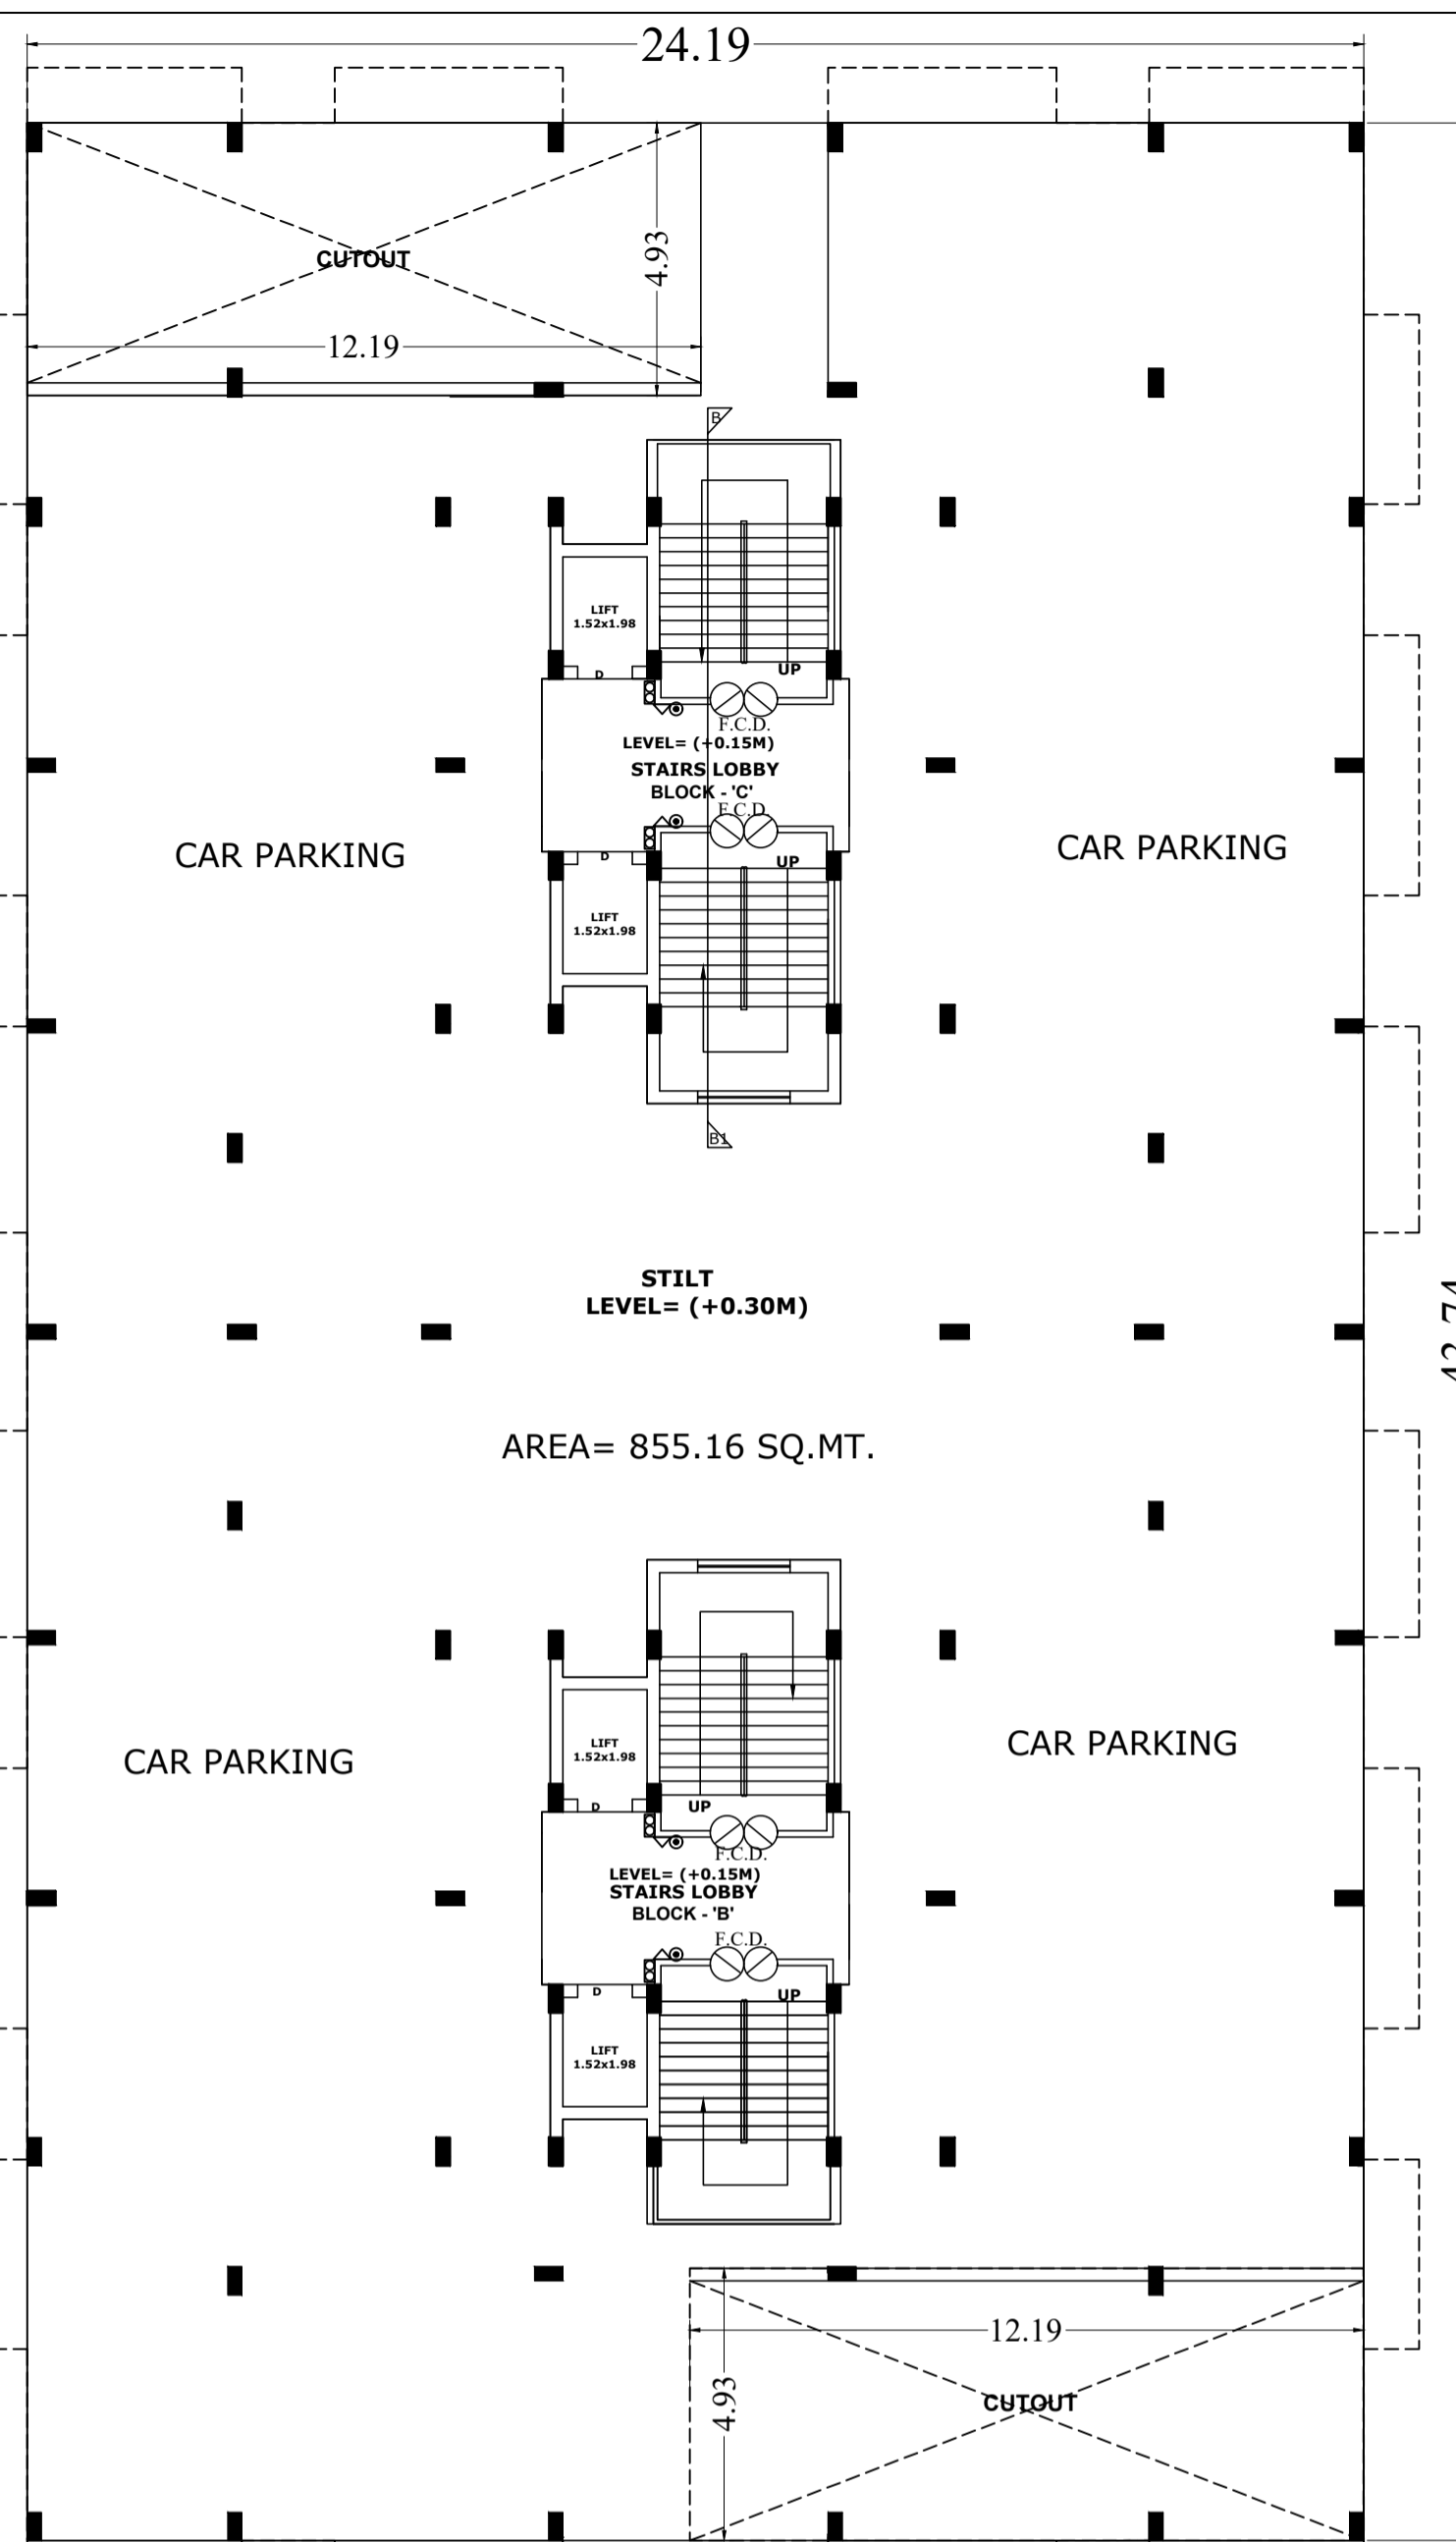 24.19
CUTOUT
4.93
12.19
B
LIFT
1.52x1.98
D
UP
F.C.D.
LEVEL= (+0.15M)
STAIRS LOBBY
BLOCK - 'C'
F.C.D.
CAR PARKING
CAR PARKING
D
UP
LIFT
1.52x1.98
B1
STILT
LEVEL= (+0.30M)
AREA= 855.16 SQ.MT.
LIFT
1.52x1.98
CAR PARKING
CAR PARKING
D
UP
F.C.D.
LEVEL= (+0.15M)
STAIRS LOBBY
BLOCK - 'B'
F.C.D.
D
UP
LIFT
1.52x1.98
12.19
4.93
CUTOUT